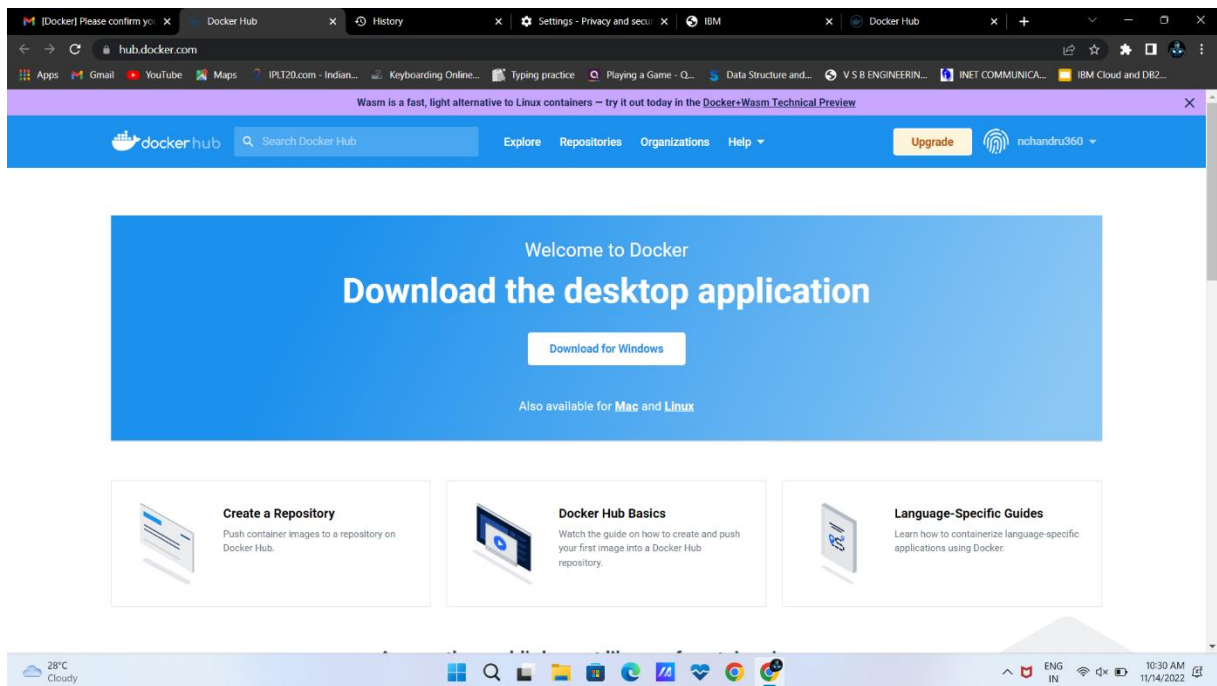 [Docker] Please confirm you
Docker Hub
History
Settings - Privacy and secur
IBM
Docker Hub
hub.docker.com
Apps
Gmail
YouTube
Maps
IPLT20.com - Indian...
Keyboarding Online...
Typing practice
Playing a Game - Q...
Data Structure and...
V S B ENGINEERIN...
INET COMMUNICA...
IBM Cloud and DB2...
Wasm is a fast, light alternative to Linux containers — try it out today in the Docker+Wasm Technical Preview
dockerhub
Search Docker Hub
Explore
Repositories
Organizations
Help
Upgrade
nchandru360
Welcome to Docker
Download the desktop application
Download for Windows
Also available for Mac and Linux
Create a Repository
Push container images to a repository on
Docker Hub.
Docker Hub Basics
Watch the guide on how to create and push
your first image into a Docker Hub
repository.
Language-Specific Guides
Learn how to containerize language-specific
applications using Docker.
28°C
Cloudy
ENG
IN
10:30 AM
11/14/2022